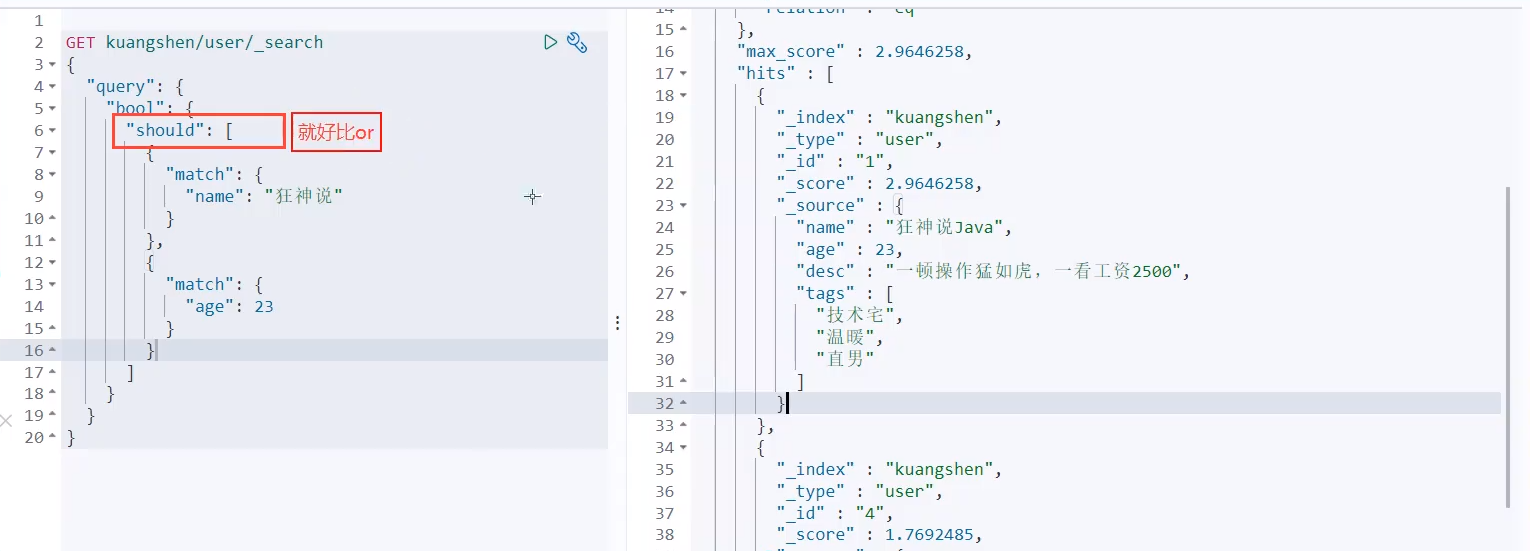 1
2 GET kuangshen/user/_search
3 {
4 "query": {
5 "bool": {
6 "should": [ 就好比or
7 {
8 "match": {
9 "name": "狂神说"
10 }
11 },
12 {
13 "match": {
14 "age": 23
15 }
16 }
17 ]
18 }
19 }
20 }
15 },
16 "max_score" : 2.9646258,
17 "hits" : [
18 {
19 "_index" : "kuangshen",
20 "_type" : "user",
21 "_id" : "1",
22 "_score" : 2.9646258,
23 "_source" : {
24 "name" : "狂神说Java",
25 "age" : 23,
26 "desc" : "一顿操作猛如虎，一看工资2500",
27 "tags" : [
28 "技术宅",
29 "温暖",
30 "直男"
31 ]
32 }
33 },
34 {
35 "_index" : "kuangshen",
36 "_type" : "user",
37 "_id" : "4",
38 "_score" : 1.7692485,